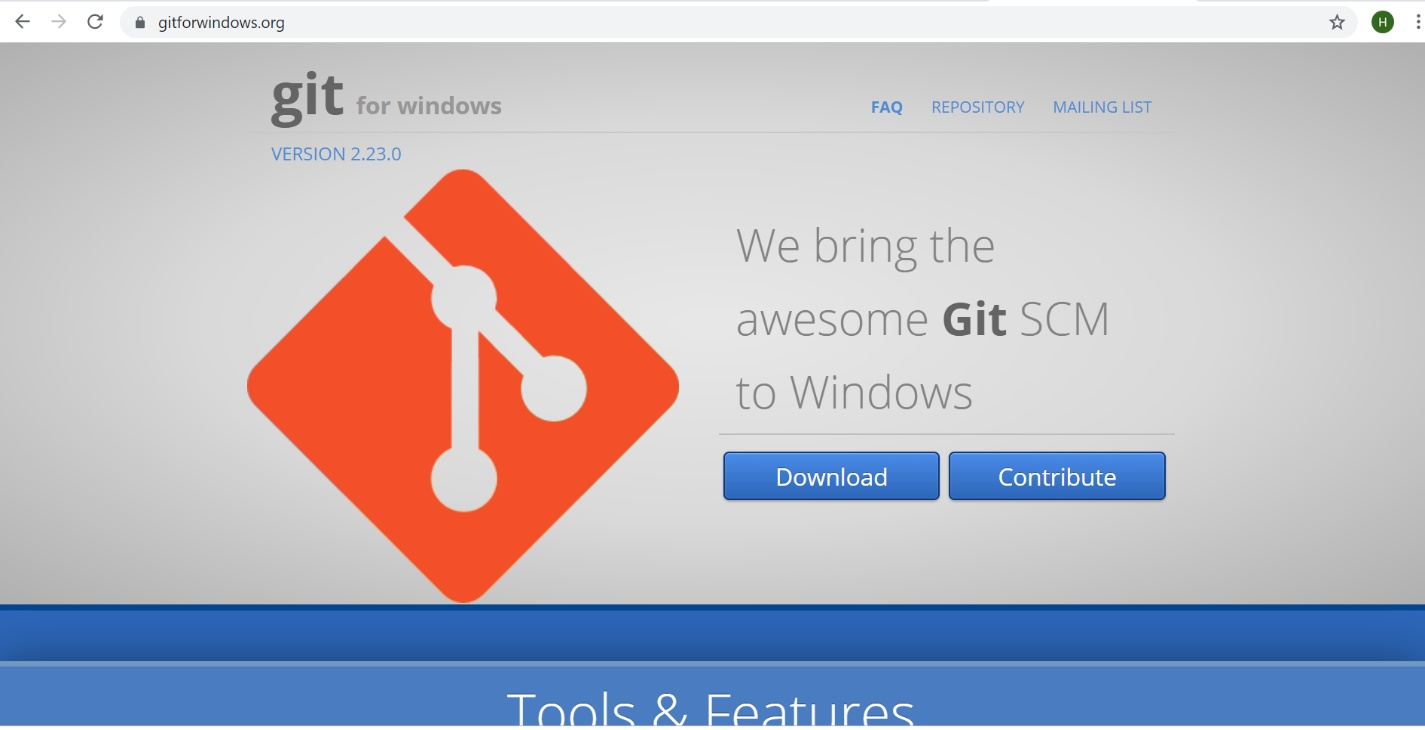 gitforwindows.org
H
git for windows
FAQ REPOSITORY MAILING LIST
VERSION 2.23.0
We bring the
awesome Git SCM
to Windows
Download Contribute
Tools & Features